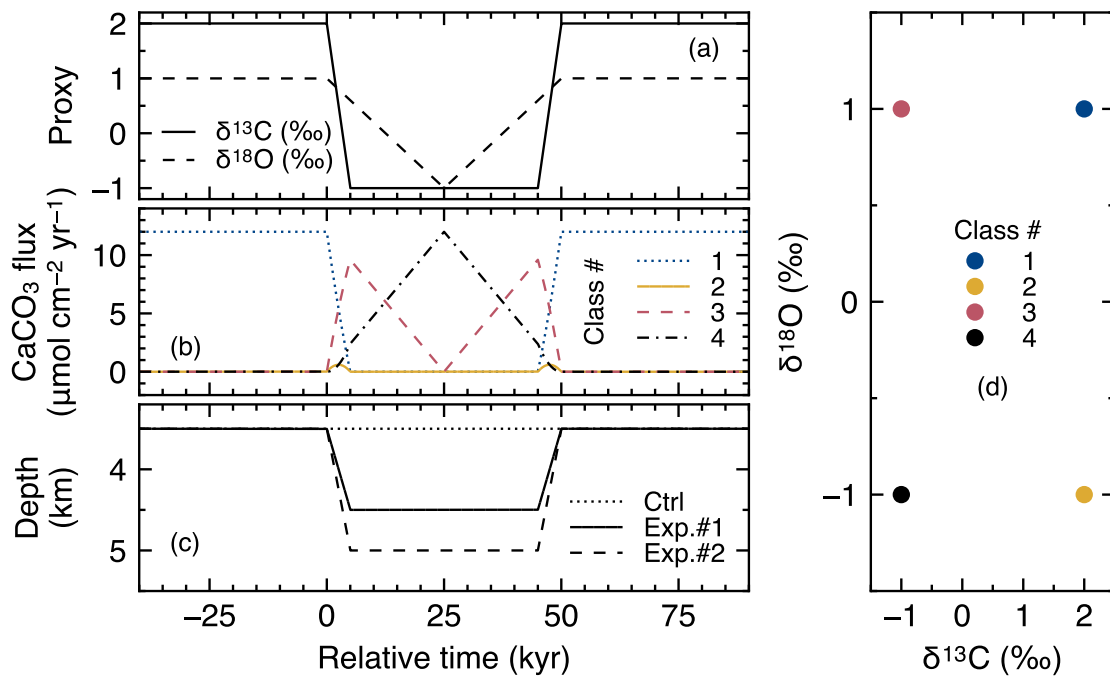 2
1
0
−1
Proxy
(a)
δ¹³C (‰)
δ¹⁸O (‰)
10
5
0
CaCO₃ flux
(μmol cm⁻² yr⁻¹)
(b)
Class #
1
2
3
4
4
5
Depth
(km)
(c)
Ctrl
Exp.#1
Exp.#2
−25
0
25
50
75
Relative time (kyr)
1
0
−1
δ¹⁸O (‰)
Class #
1
2
3
4
(d)
−1
0
1
2
δ¹³C (‰)